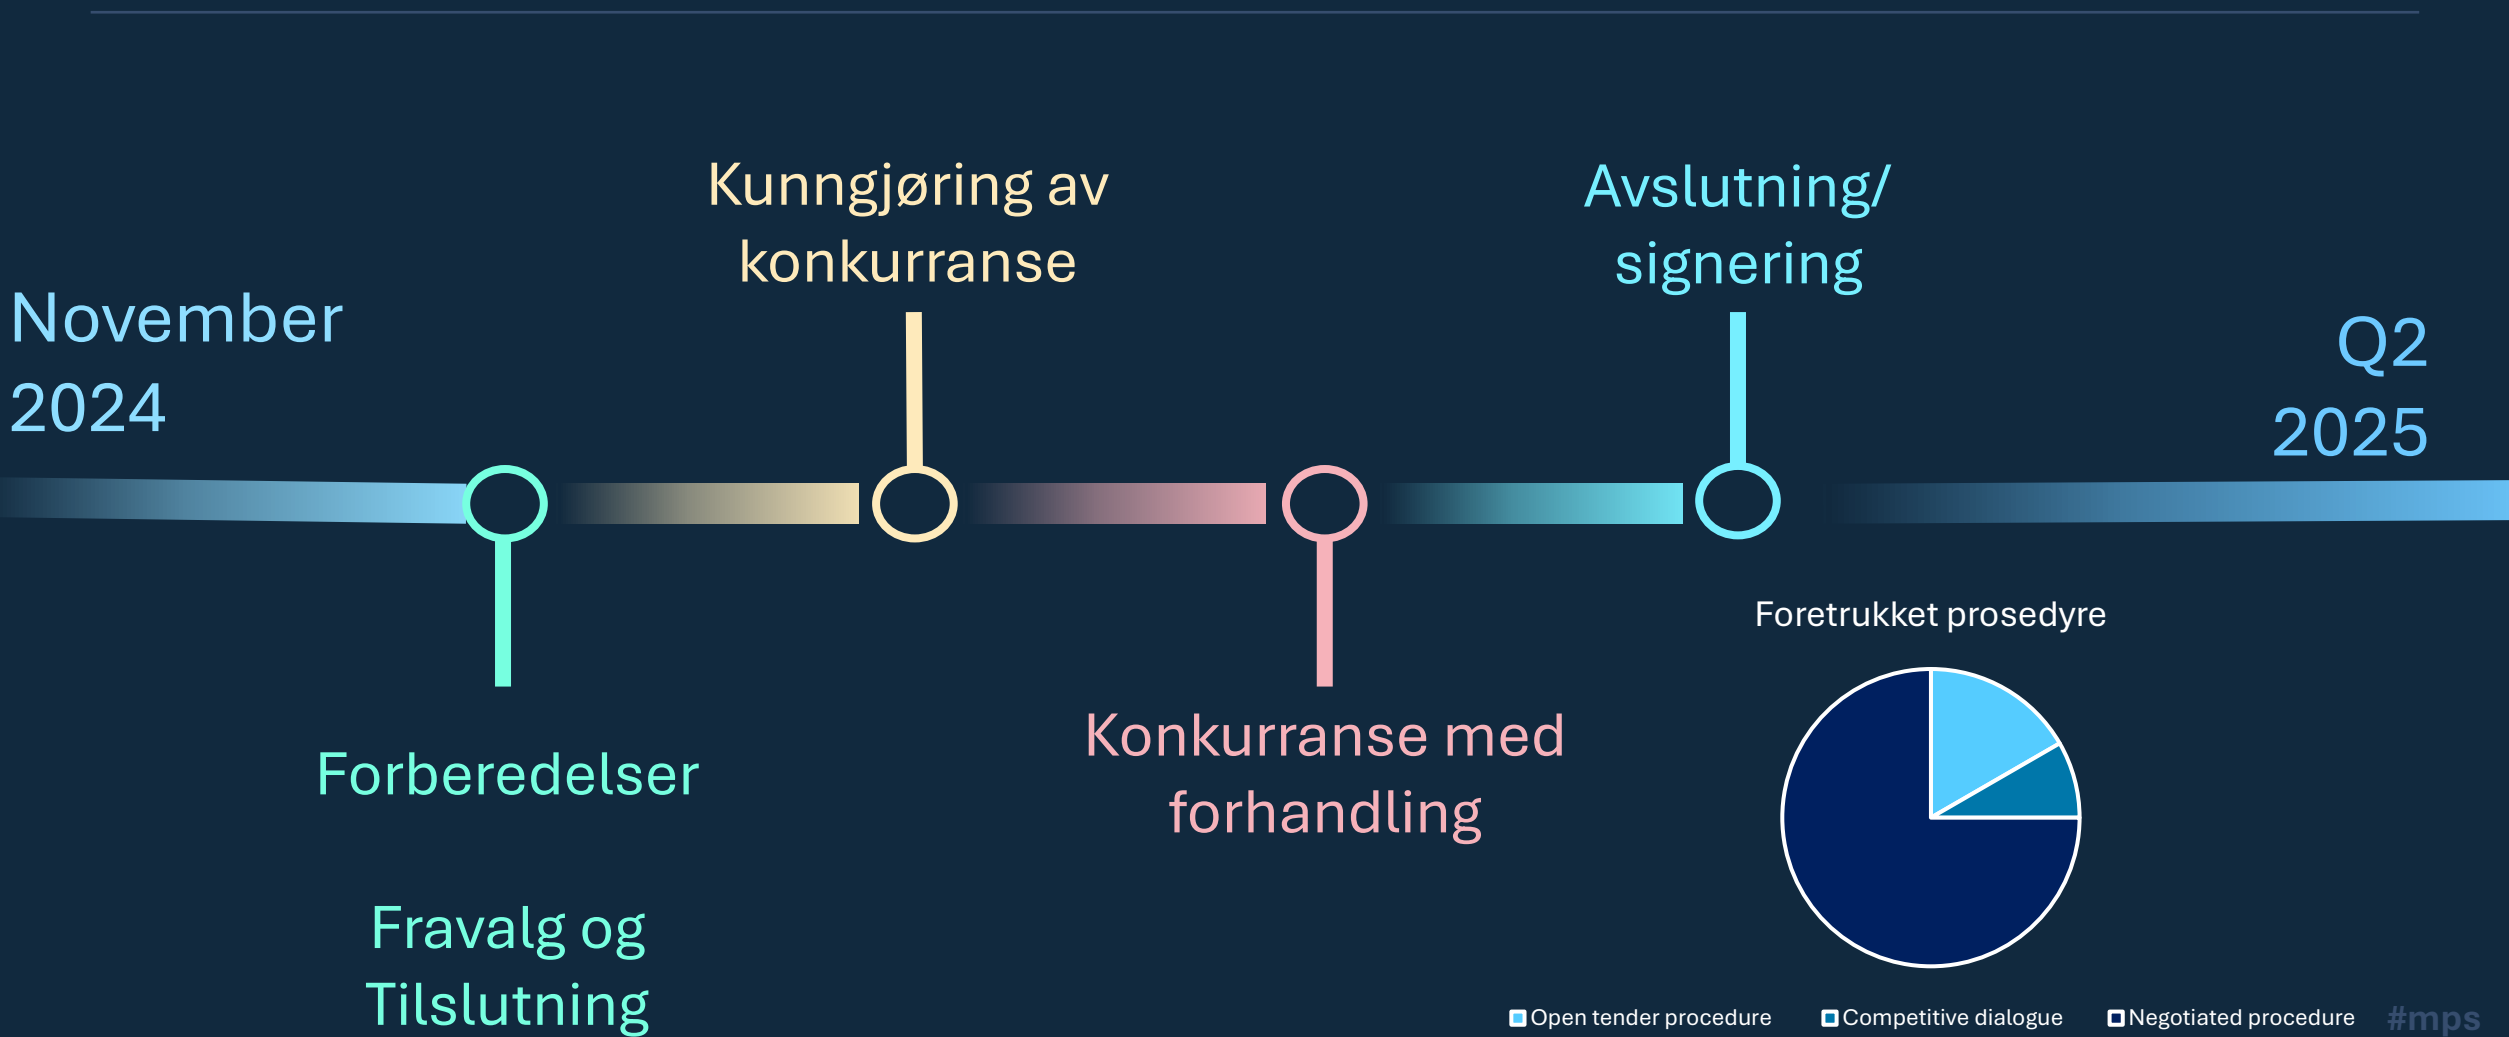 November
2024
Forberedelser
Fravalg og
Tilslutning
Kunngjøring av
konkurranse
Konkurranse med
forhandling
Avslutning/
signering
Q2
2025
Foretrukket prosedyre
Open tender procedure
Competitive dialogue
Negotiated procedure
#mps